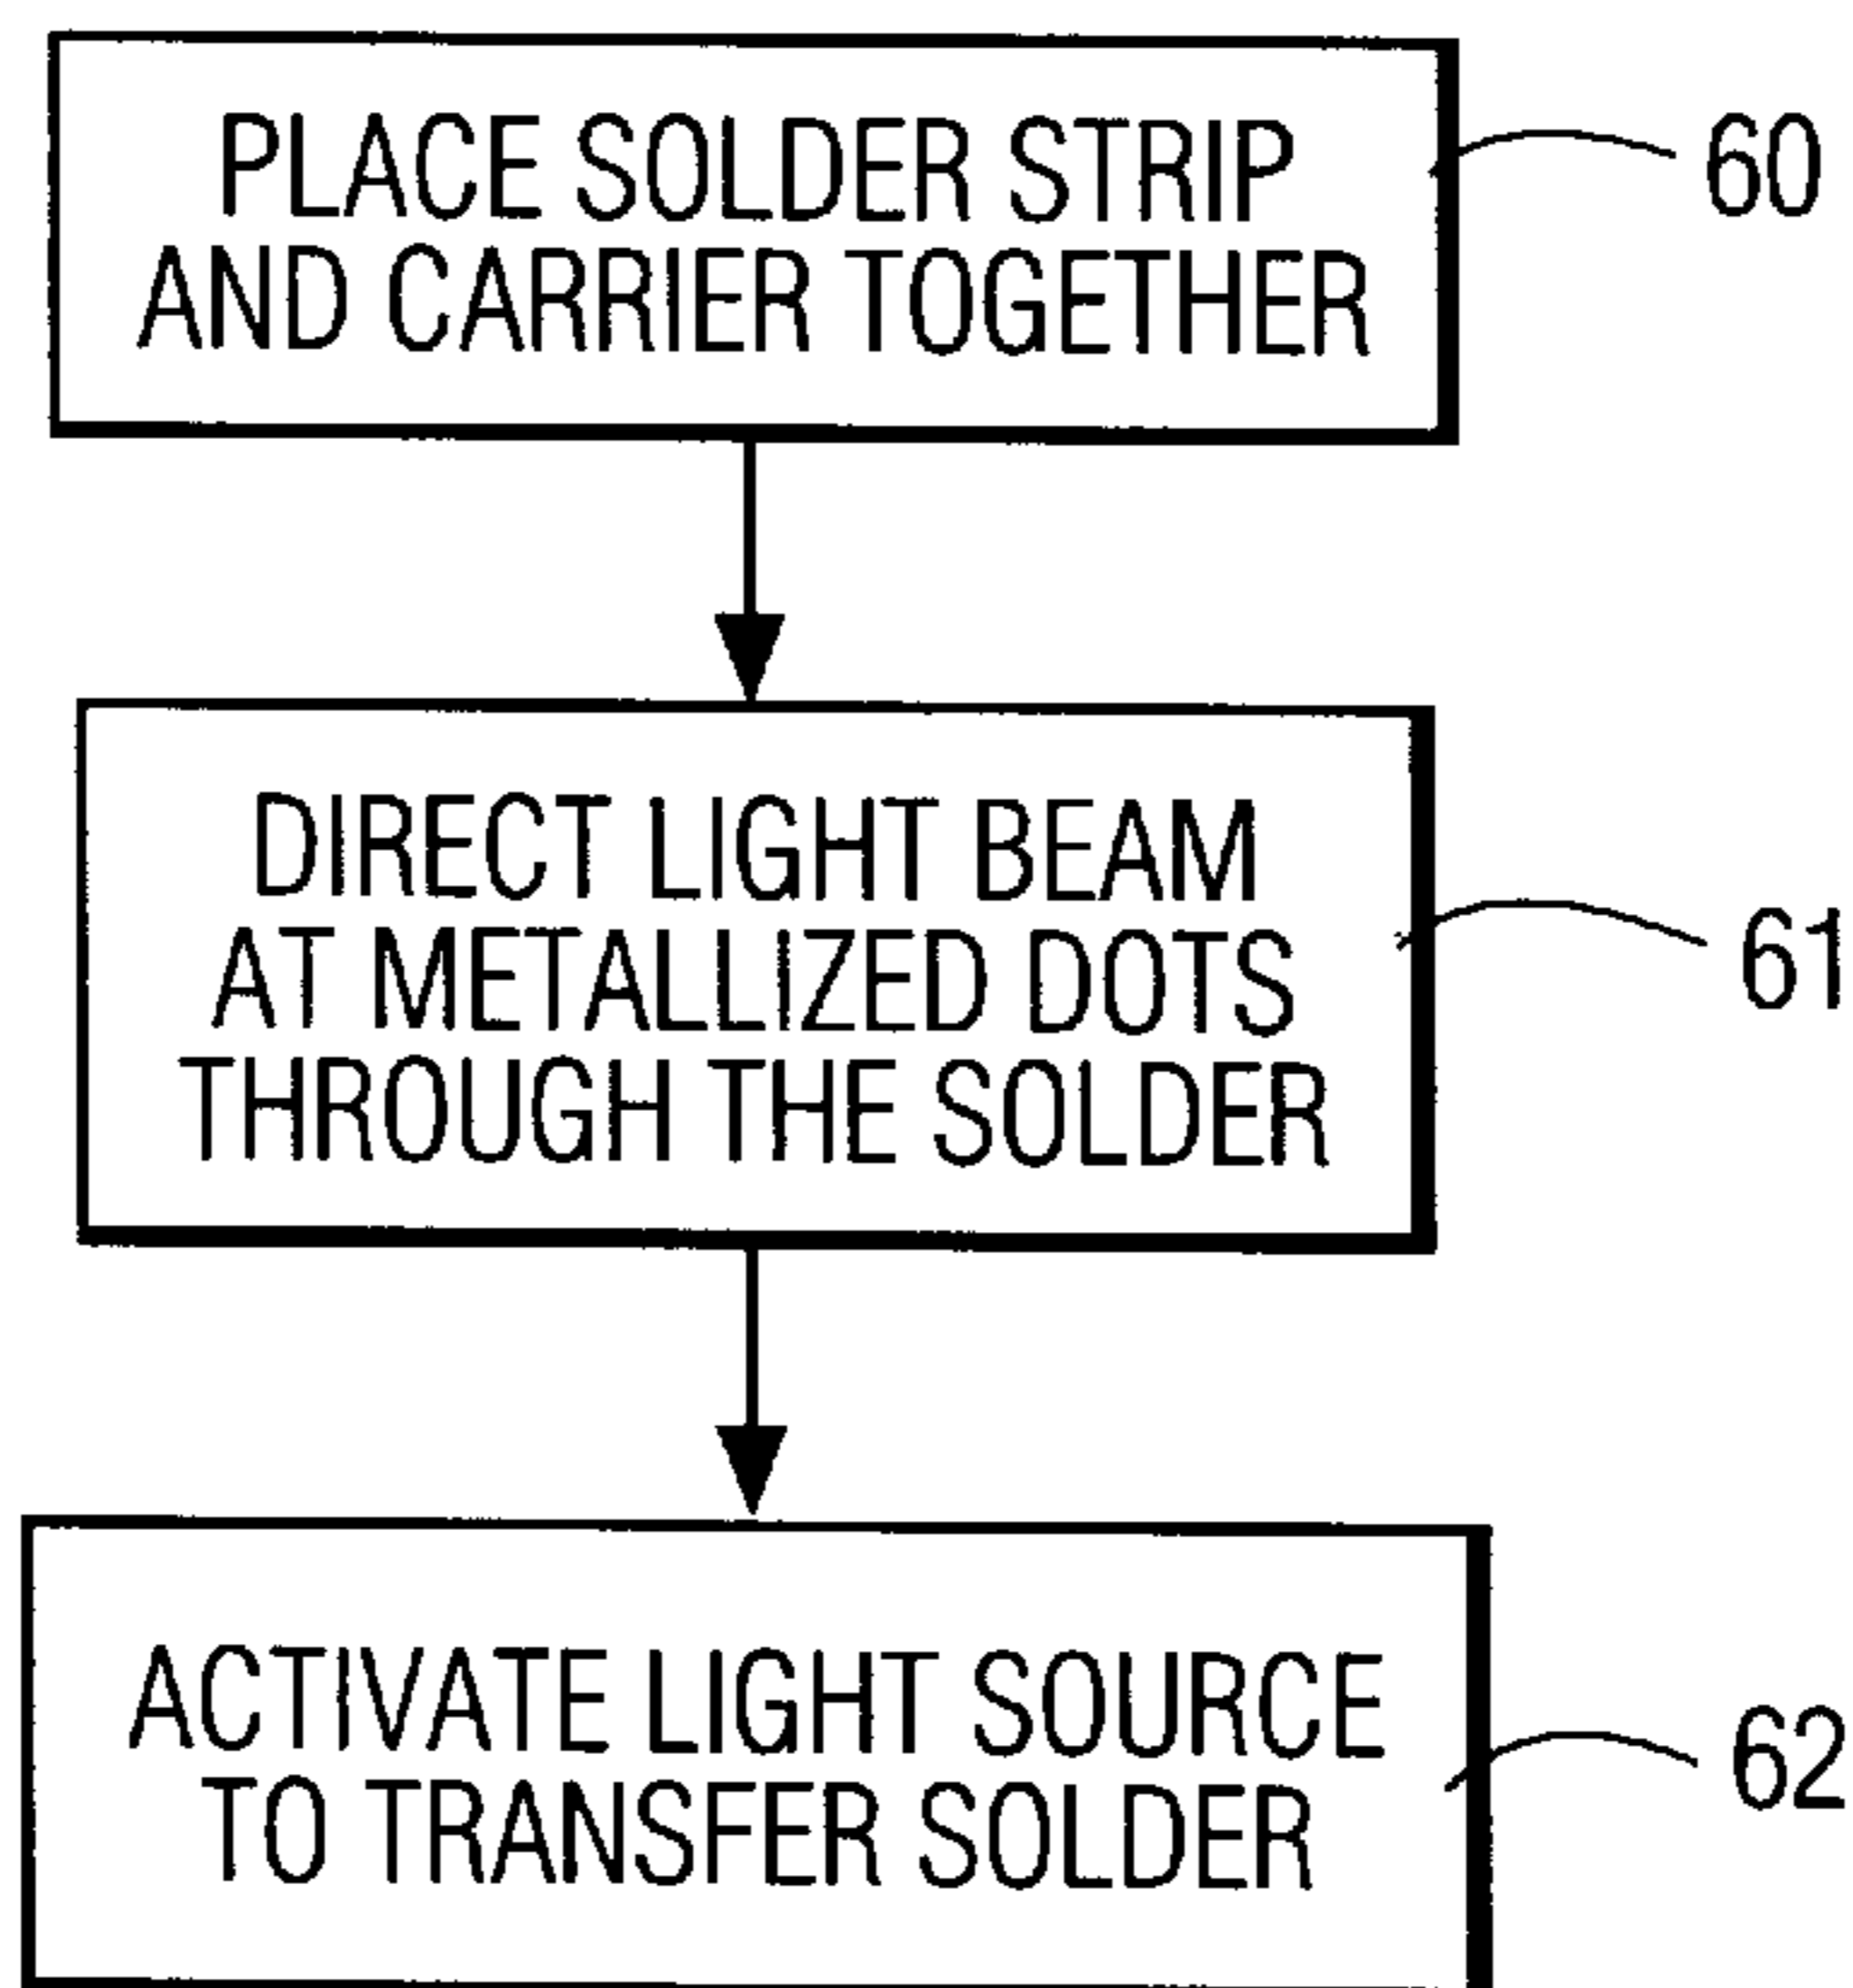 PLACE SOLDER STRIP
AND CARRIER TOGETHER
60
DIRECT LIGHT BEAM
AT METALLIZED DOTS
THROUGH THE SOLDER
61
ACTIVATE LIGHT SOURCE
TO TRANSFER SOLDER
62